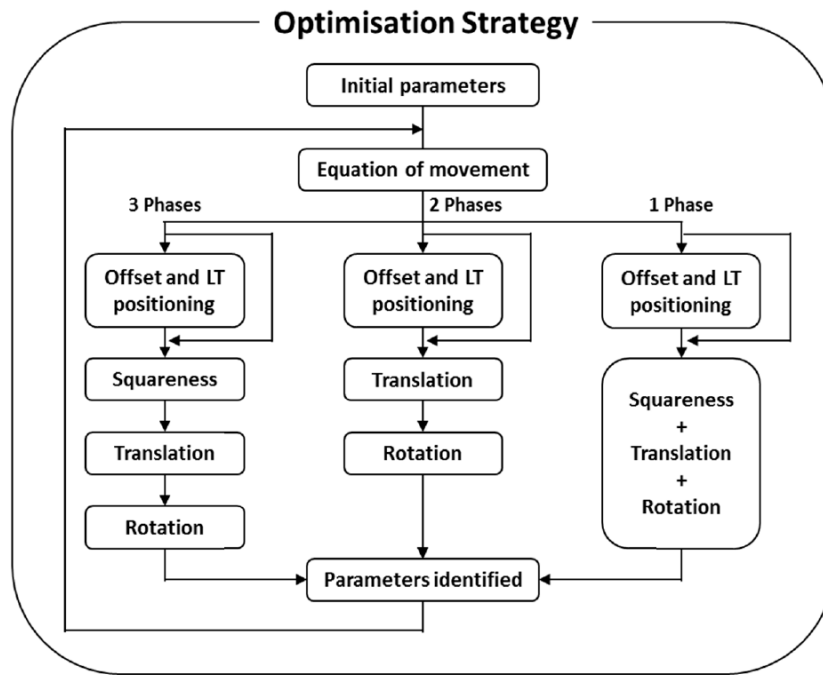 Optimisation Strategy
Initial parameters
Equation of movement
3 Phases
2 Phases
1 Phase
Offset and LT
positioning
Offset and LT
positioning
Offset and LT
positioning
Squareness
Translation
Rotation
Translation
Rotation
Squareness
+
Translation
+
Rotation
Parameters identified